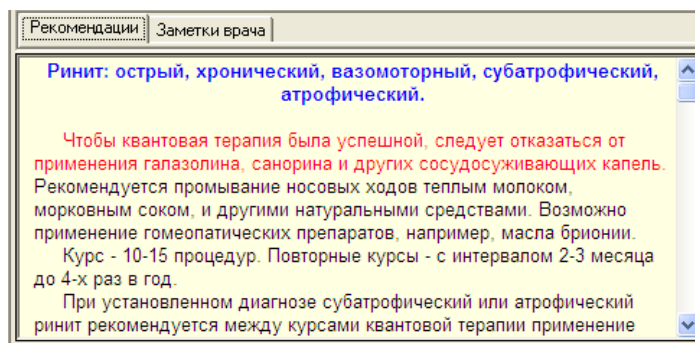 Рекомендации Заметки врача
Ринит: острый, хронический, вазомоторный, субатрофический,
атрофический.
Чтобы квантовая терапия была успешной, следует отказаться от
применения галазолина, санорина и других сосудосуживающих капель.
Рекомендуется промывание носовых ходов теплым молоком,
морковным соком, и другими натуральными средствами. Возможно
применение гомеопатических препаратов, например, масла брионии.
Курс - 10-15 процедур. Повторные курсы - с интервалом 2-3 месяца
до 4-х раз в год.
При установленном диагнозе субатрофический или атрофический
ринит рекомендуется между курсами квантовой терапии применение